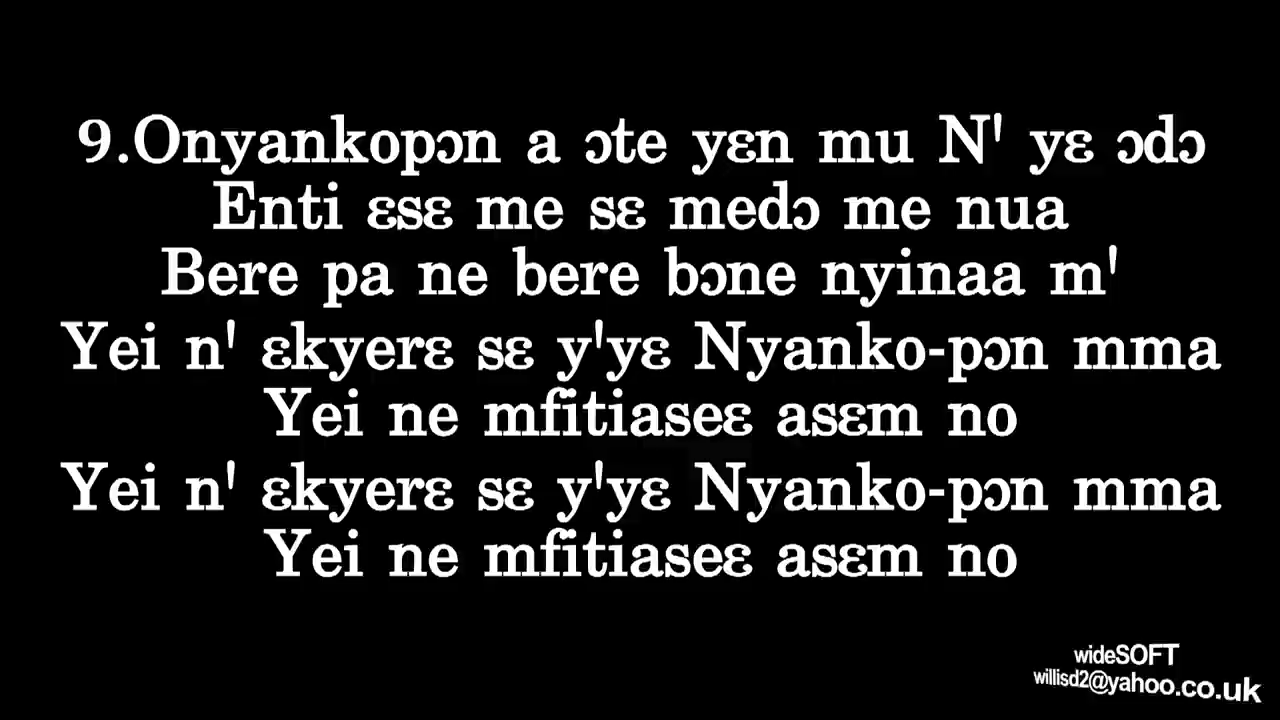 9.Onyankopɔn a ɔte yɛn mu N' yɛ ɔdɔ
Enti ɛsɛ me sɛ medɔ me nua
Bere pa ne bere bɔne nyinaa m'
Yei n' ɛkyerɛ sɛ y'yɛ Nyanko-pɔn mma
Yei ne mfitiaseɛ asɛm no
Yei n' ɛkyerɛ sɛ y'yɛ Nyanko-pɔn mma
Yei ne mfitiaseɛ asɛm no
wideSOFT
willisd2@yahoo.co.uk